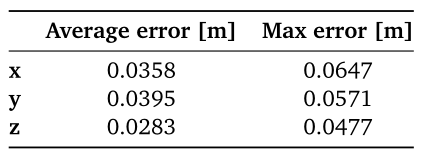 Average error [m] Max error [m]
x 0.0358 0.0647
y 0.0395 0.0571
z 0.0283 0.0477